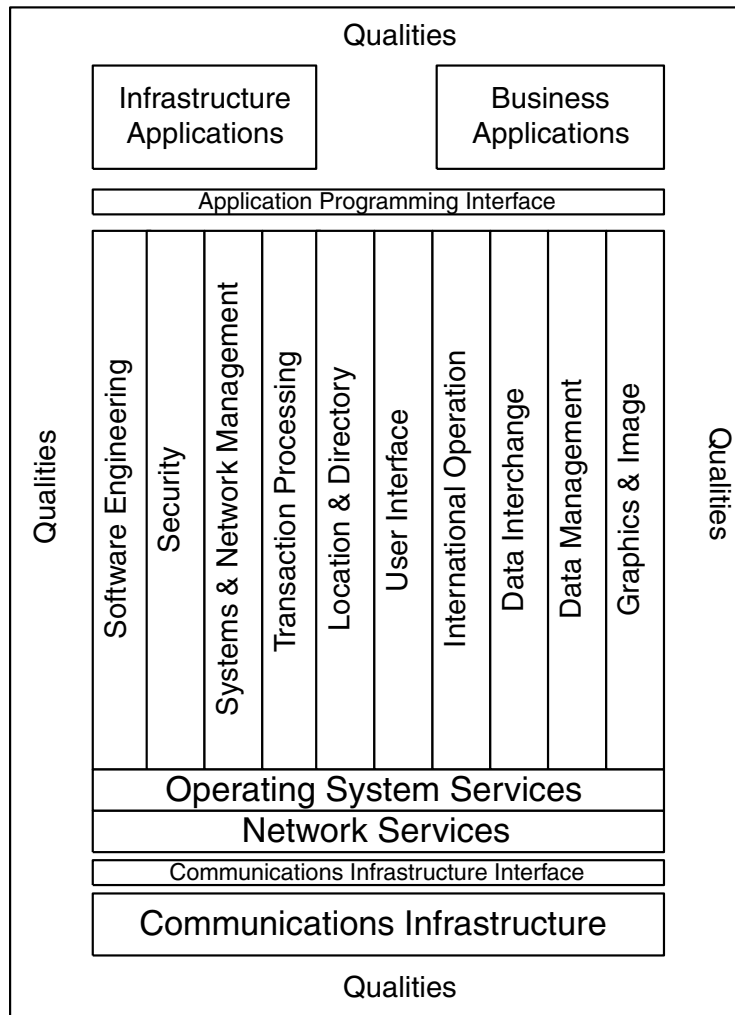 Qualities
Infrastructure
Applications
Business
Applications
Application Programming Interface
Qualities
Software Engineering
Security
Systems & Network Management
Transaction Processing
Location & Directory
User Interface
International Operation
Data Interchange
Data Management
Graphics & Image
Qualities
Operating System Services
Network Services
Communications Infrastructure Interface
Communications Infrastructure
Qualities